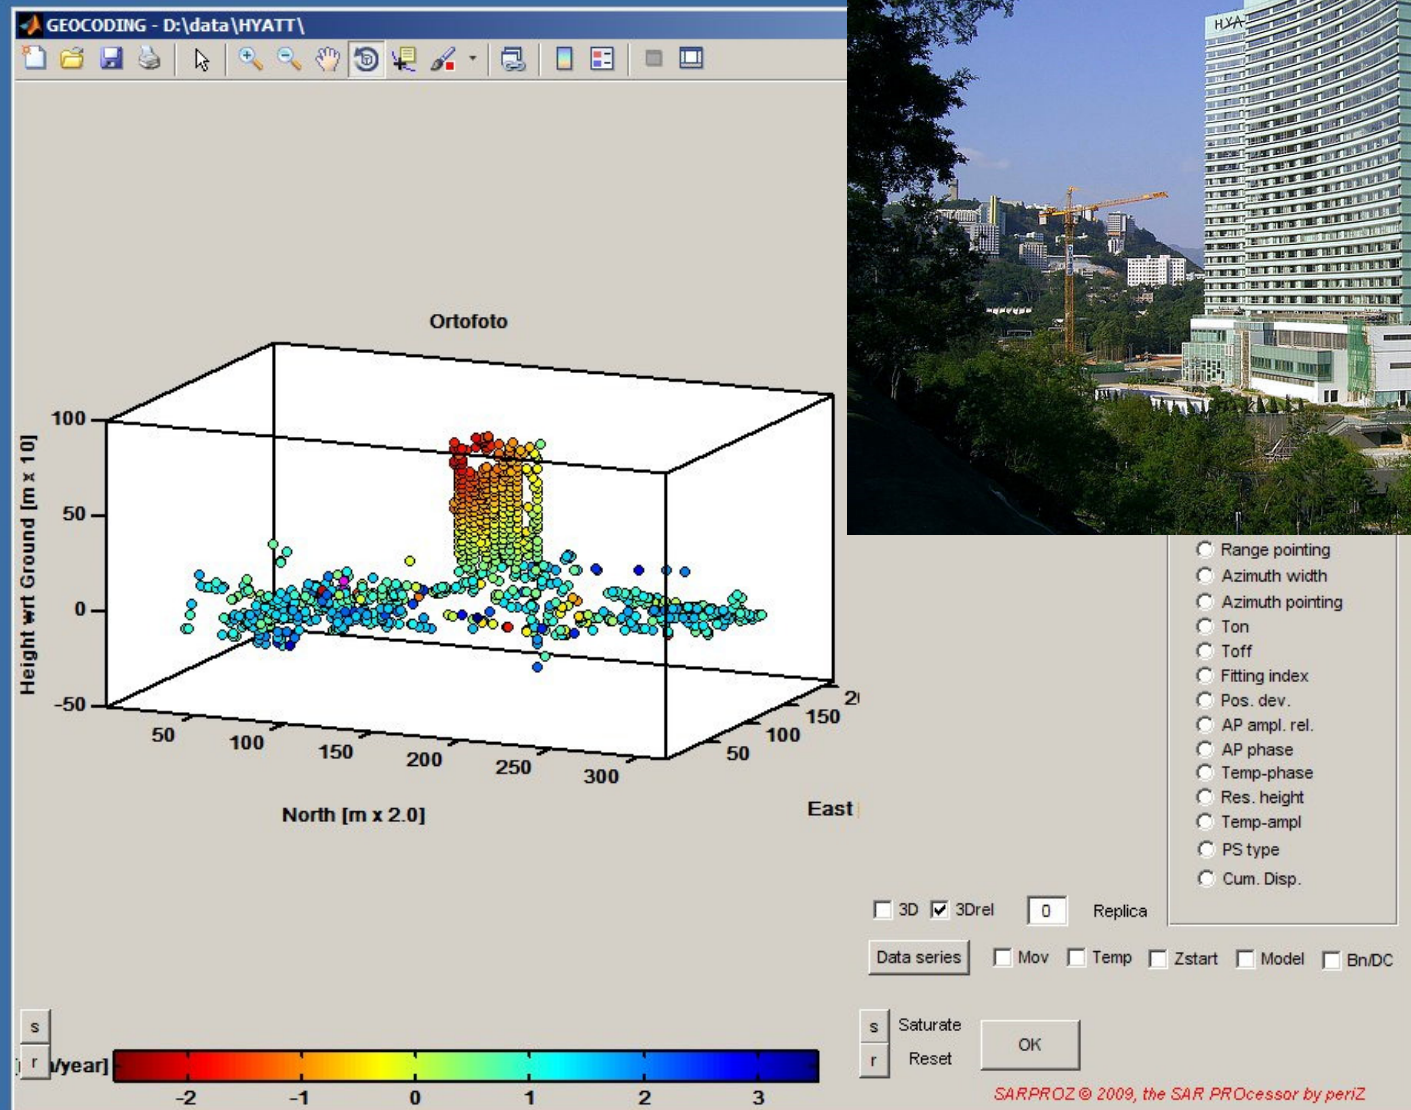 GEOCODING - D:\data\HYATT\
HYA
Ortofoto
100
50
0
-50
Height wrt Ground [m x 10]
50
100
150
200
250
300
North [m x 2.0]
50
100
150
20
East
Range pointing
Azimuth width
Azimuth pointing
Ton
Toff
Fitting index
Pos. dev.
AP ampl. rel.
AP phase
Temp-phase
Res. height
Temp-ampl
PS type
Cum. Disp.
3D 3Drel 0 Replica
Data series Mov Temp Zstart Model Bn/DC
s
r
/year]
-2 -1 0 1 2 3
s Saturate
r Reset
OK
SARPROZ © 2009, the SAR PROcessor by periZ